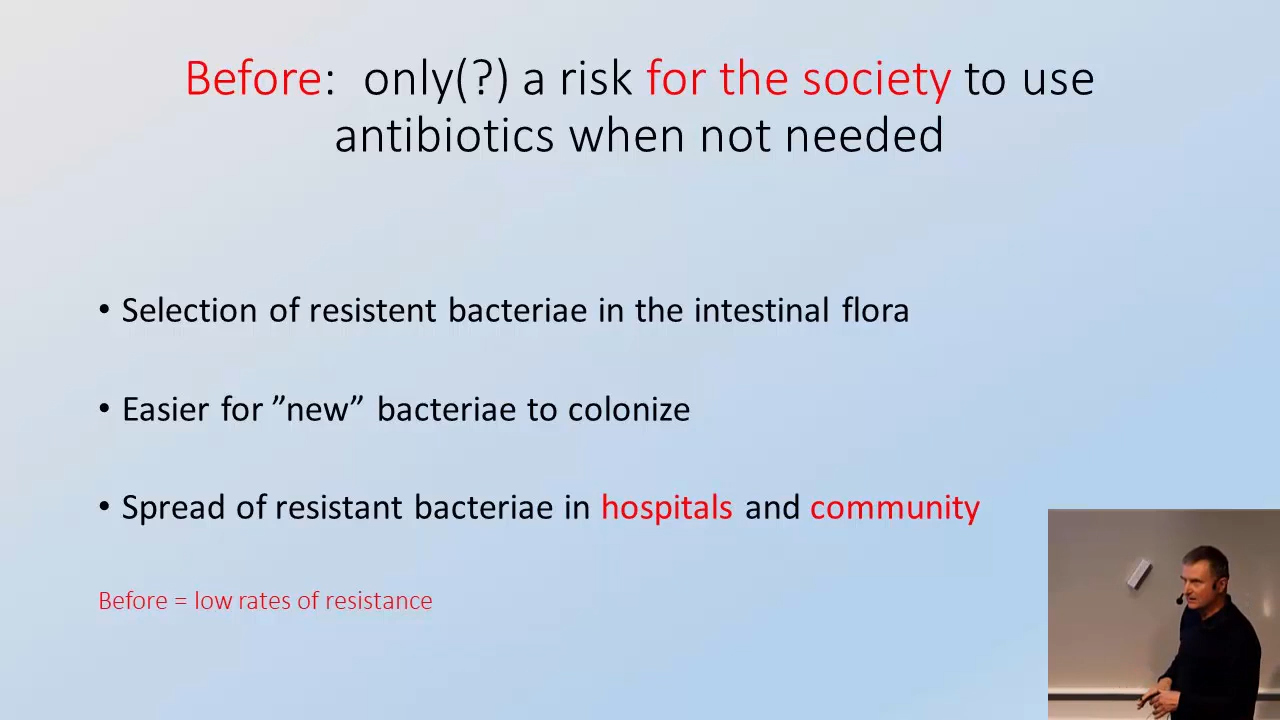 Before:  only(?) a risk for the society to use
antibiotics when not needed
• Selection of resistent bacteriae in the intestinal flora
• Easier for ”new” bacteriae to colonize
• Spread of resistant bacteriae in hospitals and community
Before = low rates of resistance